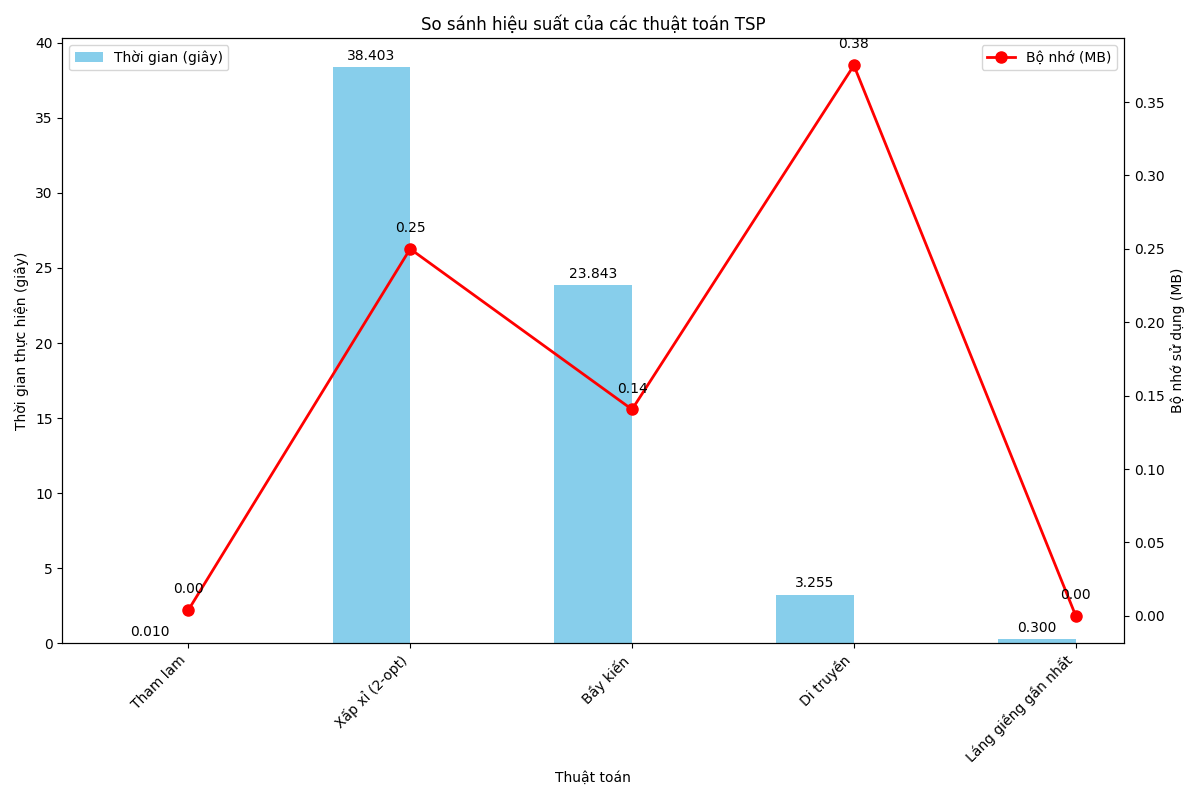 So sánh hiệu suất của các thuật toán TSP
Thời gian (giây)
Bộ nhớ (MB)
40
35
30
25
20
15
10
5
0
Thời gian thực hiện (giây)
0.35
0.30
0.25
0.20
0.15
0.10
0.05
0.00
Bộ nhớ sử dụng (MB)
0.010
38.403
23.843
3.255
0.300
0.00
0.25
0.14
0.38
0.00
Tham lam
Xấp xỉ (2-opt)
Bầy kiến
Di truyền
Láng giềng gần nhất
Thuật toán